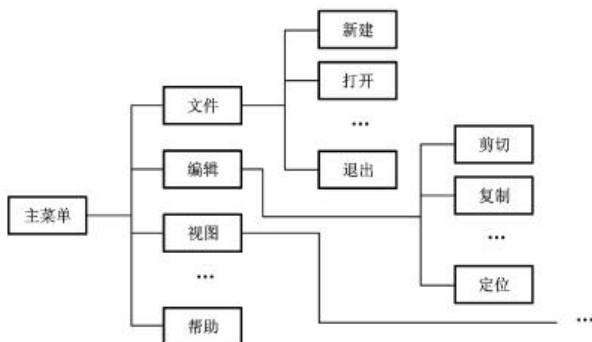 主菜单
文件
编辑
视图
…
帮助
新建
打开
…
退出
剪切
复制
…
定位
…